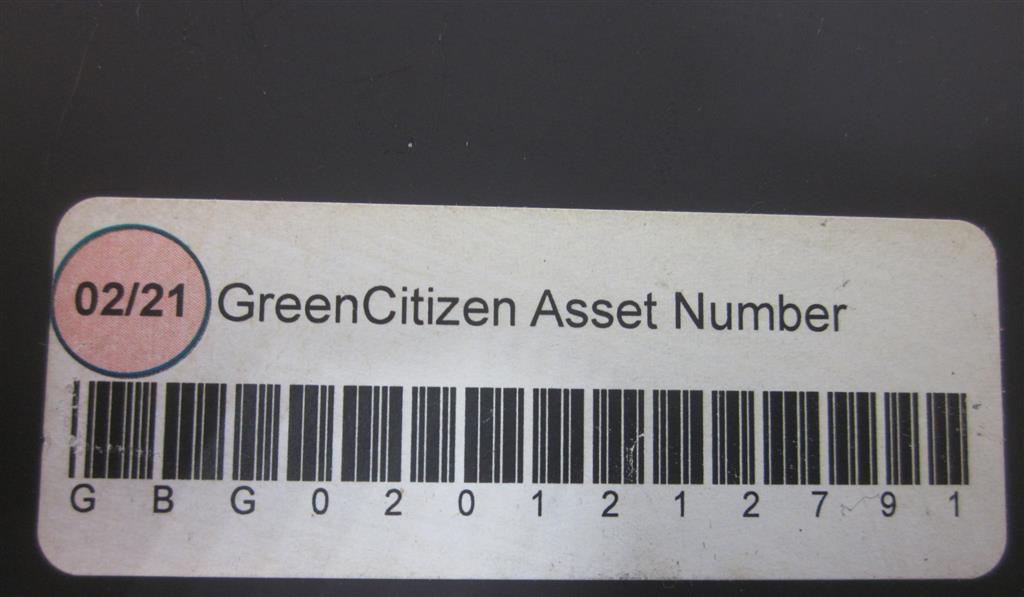 02/21 GreenCitizen Asset Number
G B G 0 2 0 1 2 1 2 7 9 1